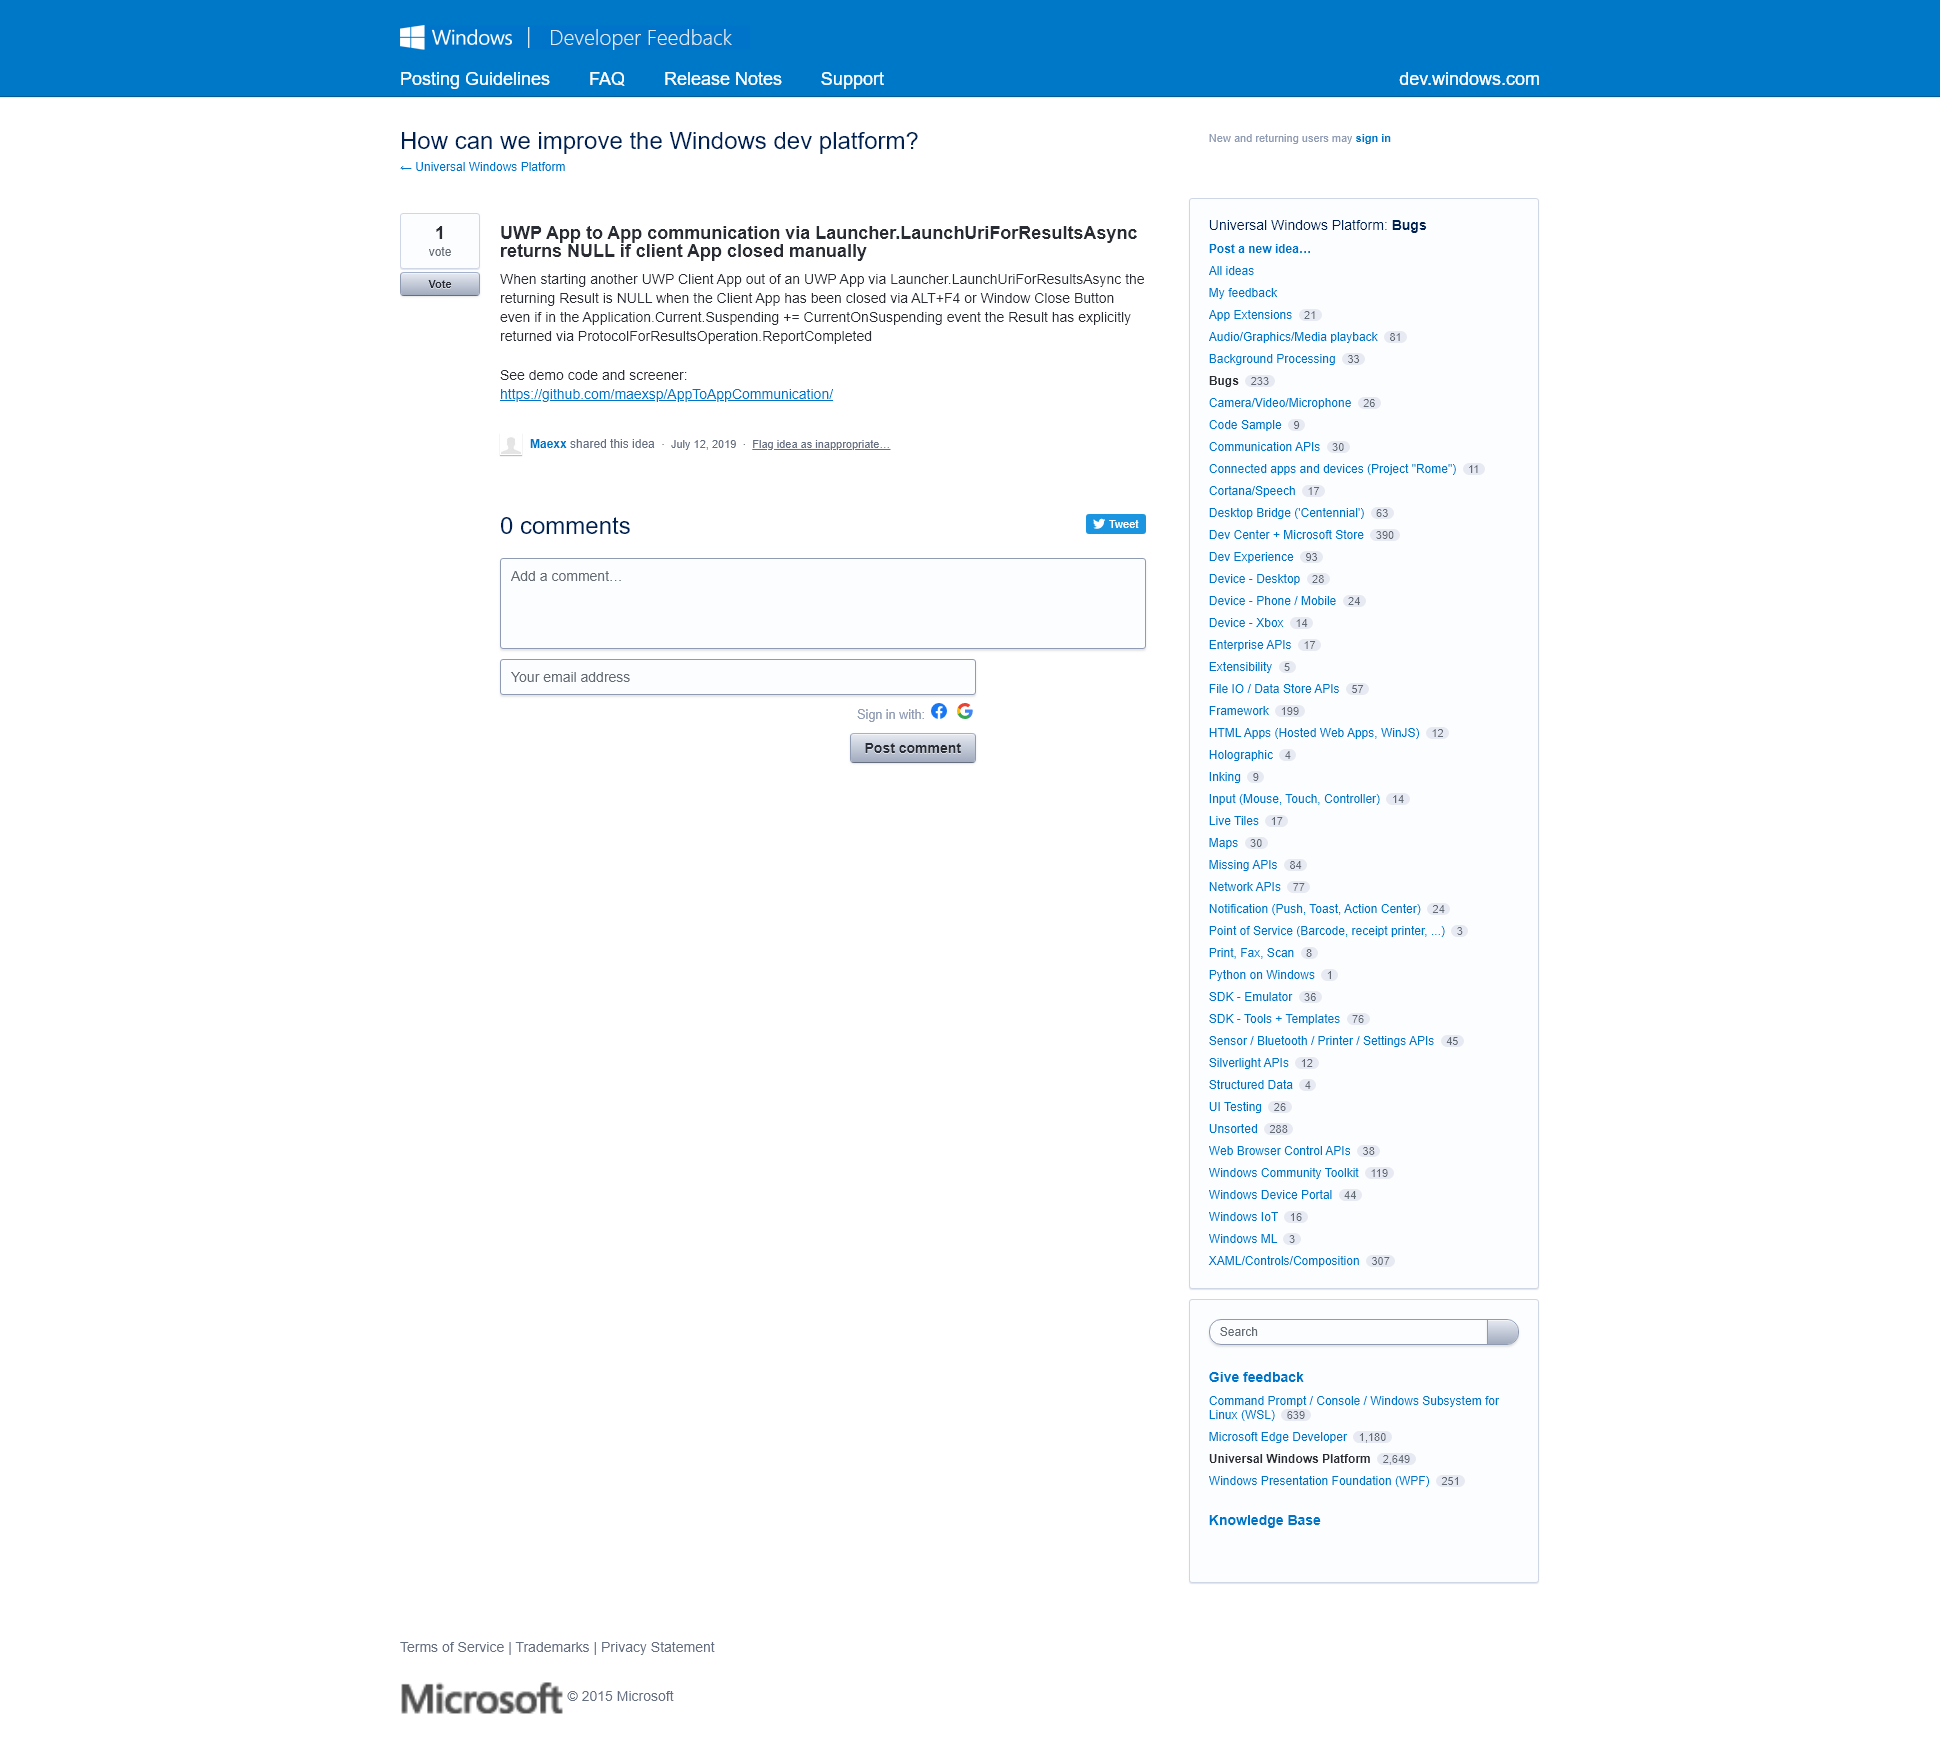 Windows | Developer Feedback
Posting Guidelines FAQ Release Notes Support dev.windows.com
How can we improve the Windows dev platform?
← Universal Windows Platform
New and returning users may sign in
1
vote
Vote
UWP App to App communication via Launcher.LaunchUriForResultsAsync
returns NULL if client App closed manually
When starting another UWP Client App out of an UWP App via Launcher.LaunchUriForResultsAsync the
returning Result is NULL when the Client App has been closed via ALT+F4 or Window Close Button
even if in the Application.Current.Suspending += CurrentOnSuspending event the Result has explicitly
returned via ProtocolForResultsOperation.ReportCompleted
See demo code and screener:
https://github.com/maexsp/AppToAppCommunication/
Maexx shared this idea · July 12, 2019 · Flag idea as inappropriate…
0 comments
Tweet
Add a comment…
Your email address
Sign in with:
Post comment
Universal Windows Platform: Bugs
Post a new idea…
All ideas
My feedback
App Extensions 21
Audio/Graphics/Media playback 81
Background Processing 33
Bugs 233
Camera/Video/Microphone 26
Code Sample 9
Communication APIs 30
Connected apps and devices (Project "Rome") 11
Cortana/Speech 17
Desktop Bridge ('Centennial') 63
Dev Center + Microsoft Store 390
Dev Experience 93
Device - Desktop 28
Device - Phone / Mobile 24
Device - Xbox 14
Enterprise APIs 17
Extensibility 5
File IO / Data Store APIs 57
Framework 199
HTML Apps (Hosted Web Apps, WinJS) 12
Holographic 4
Inking 9
Input (Mouse, Touch, Controller) 14
Live Tiles 17
Maps 30
Missing APIs 84
Network APIs 77
Notification (Push, Toast, Action Center) 24
Point of Service (Barcode, receipt printer, ...) 3
Print, Fax, Scan 8
Python on Windows 1
SDK - Emulator 36
SDK - Tools + Templates 76
Sensor / Bluetooth / Printer / Settings APIs 45
Silverlight APIs 12
Structured Data 4
UI Testing 26
Unsorted 288
Web Browser Control APIs 38
Windows Community Toolkit 119
Windows Device Portal 44
Windows IoT 16
Windows ML 3
XAML/Controls/Composition 307
Search
Give feedback
Command Prompt / Console / Windows Subsystem for
Linux (WSL) 639
Microsoft Edge Developer 1,180
Universal Windows Platform 2,649
Windows Presentation Foundation (WPF) 251
Knowledge Base
Terms of Service | Trademarks | Privacy Statement
Microsoft © 2015 Microsoft